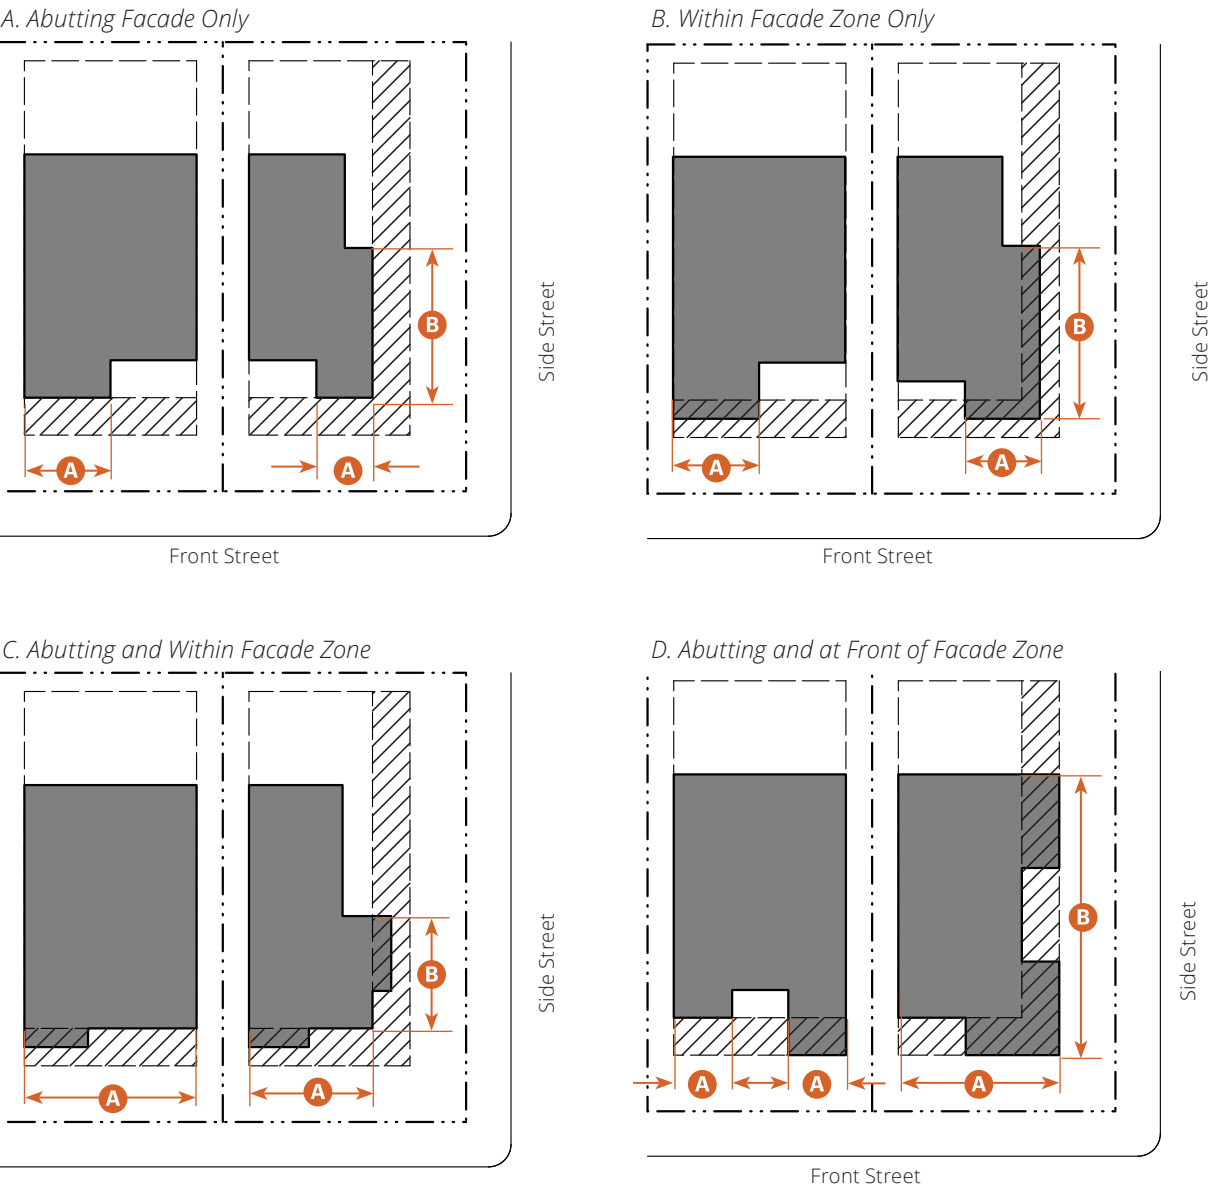 A. Abutting Facade Only
B
A
A
Side Street
Front Street
B. Within Facade Zone Only
B
A
A
Side Street
Front Street
C. Abutting and Within Facade Zone
B
A
A
Side Street
D. Abutting and at Front of Facade Zone
B
A
A
A
Side Street
Front Street